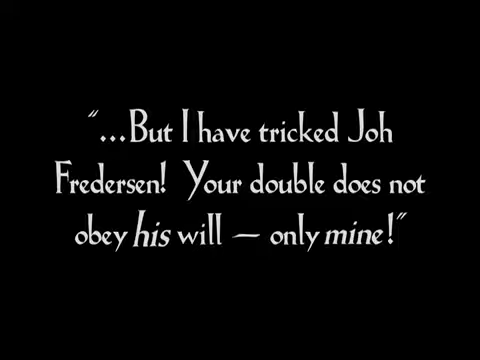 "...But I have tricked Joh
Fredersen! Your double does not
obey his will — only mine!"